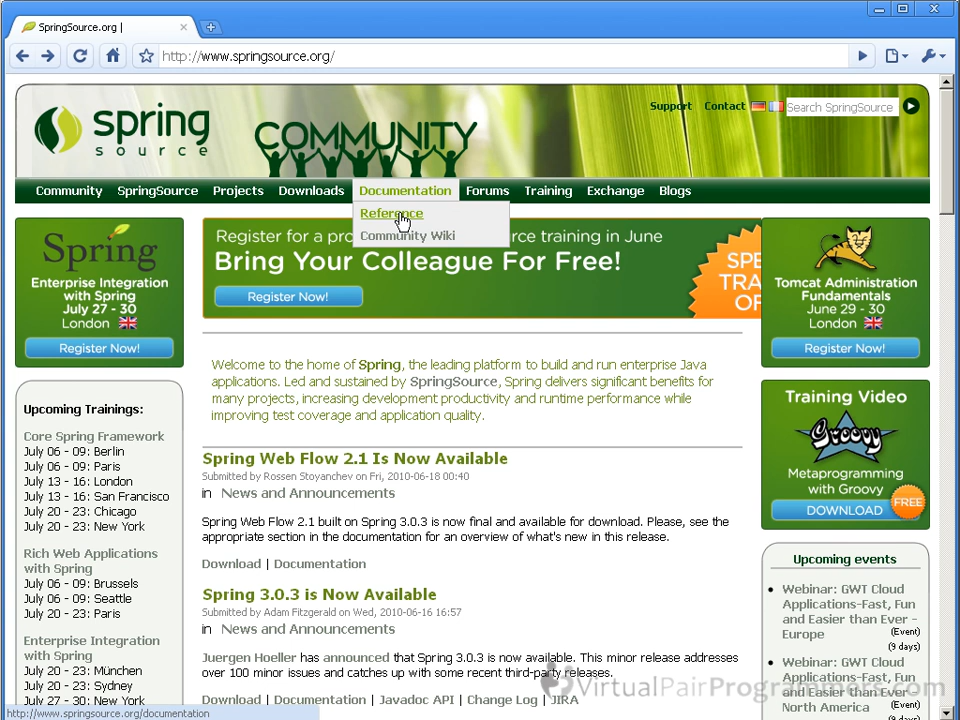 SpringSource.org |
http://www.springsource.org/
spring
source
COMMUNITY
Support Contact Search SpringSource
Community SpringSource Projects Downloads Documentation Forums Training Exchange Blogs
Reference
Community Wiki
Spring
Enterprise Integration
with Spring
July 27 - 30
London
Register Now!
Register for a pro rce training in June
Bring Your Colleague For Free!
Register Now!
SPE
TRA
OF
Tomcat Administration
Fundamentals
June 29 - 30
London
Register Now!
Welcome to the home of Spring, the leading platform to build and run enterprise Java
applications. Led and sustained by SpringSource, Spring delivers significant benefits for
many projects, increasing development productivity and runtime performance while
improving test coverage and application quality.
Upcoming Trainings:
Core Spring Framework
July 06 - 09: Berlin
July 06 - 09: Paris
July 13 - 16: London
July 13 - 16: San Francisco
July 20 - 23: Chicago
July 20 - 23: New York
Rich Web Applications
with Spring
July 06 - 09: Brussels
July 06 - 09: Seattle
July 20 - 23: Paris
Enterprise Integration
with Spring
July 20 - 23: München
July 20 - 23: Sydney
July 27 - 30: New York
Spring Web Flow 2.1 Is Now Available
Submitted by Rossen Stoyanchev on Fri, 2010-06-18 00:40
in News and Announcements
Spring Web Flow 2.1 built on Spring 3.0.3 is now final and available for download. Please, see the
appropriate section in the documentation for an overview of what's new in this release.
Download | Documentation
Spring 3.0.3 is Now Available
Submitted by Adam Fitzgerald on Wed, 2010-06-16 16:57
in News and Announcements
Juergen Hoeller has announced that Spring 3.0.3 is now available. This minor release addresses
over 100 minor issues and catches up with some recent third-party releases.
Download | Documentation | Javadoc API | Change Log | JIRA
Training Video
Groovy
Metaprogramming
with Groovy
DOWNLOAD
FREE
Upcoming events
Webinar: GWT Cloud
Applications-Fast, Fun
and Easier than Ever -
Europe (Event)
(9 days)
Webinar: GWT Cloud
Applications-Fast, Fun
and Easier than Ever -
North America (Event)
VirtualPairProgrammers.com
http://www.springsource.org/documentation